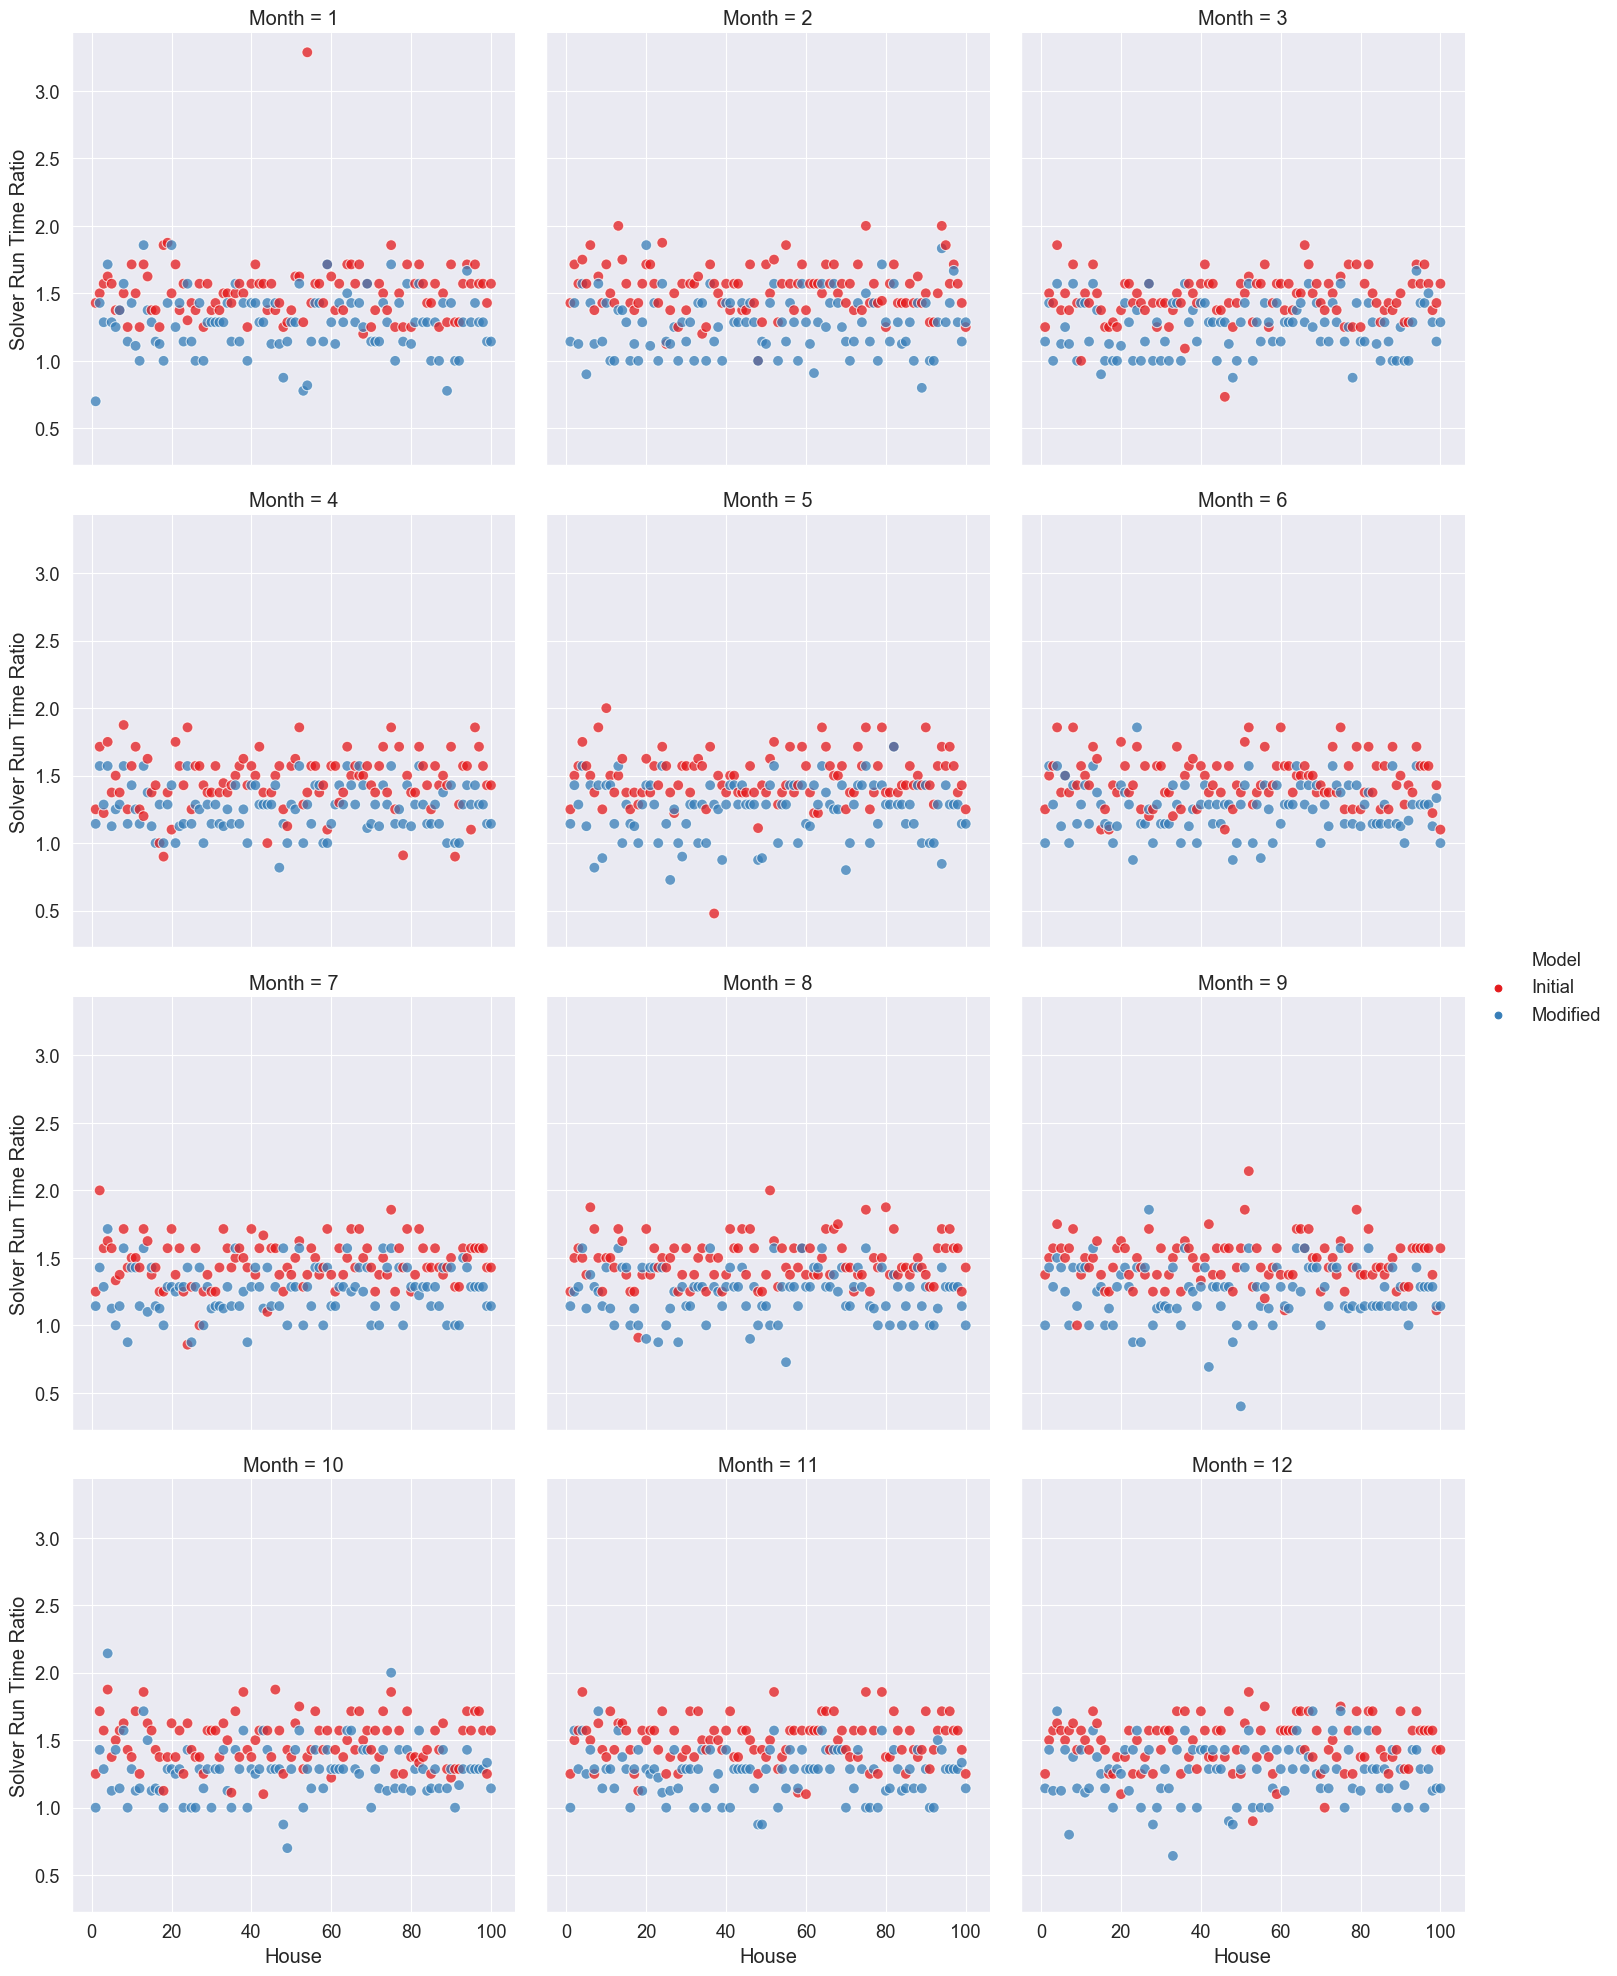 Month = 1
Month = 2
Month = 3
Solver Run Time Ratio
3.0
2.5
2.0
1.5
1.0
0.5
Month = 4
Month = 5
Month = 6
Solver Run Time Ratio
3.0
2.5
2.0
1.5
1.0
0.5
Model
Initial
Modified
Month = 7
Month = 8
Month = 9
Solver Run Time Ratio
3.0
2.5
2.0
1.5
1.0
0.5
Month = 10
Month = 11
Month = 12
Solver Run Time Ratio
3.0
2.5
2.0
1.5
1.0
0.5
0 20 40 60 80 100
0 20 40 60 80 100
0 20 40 60 80 100
House
House
House